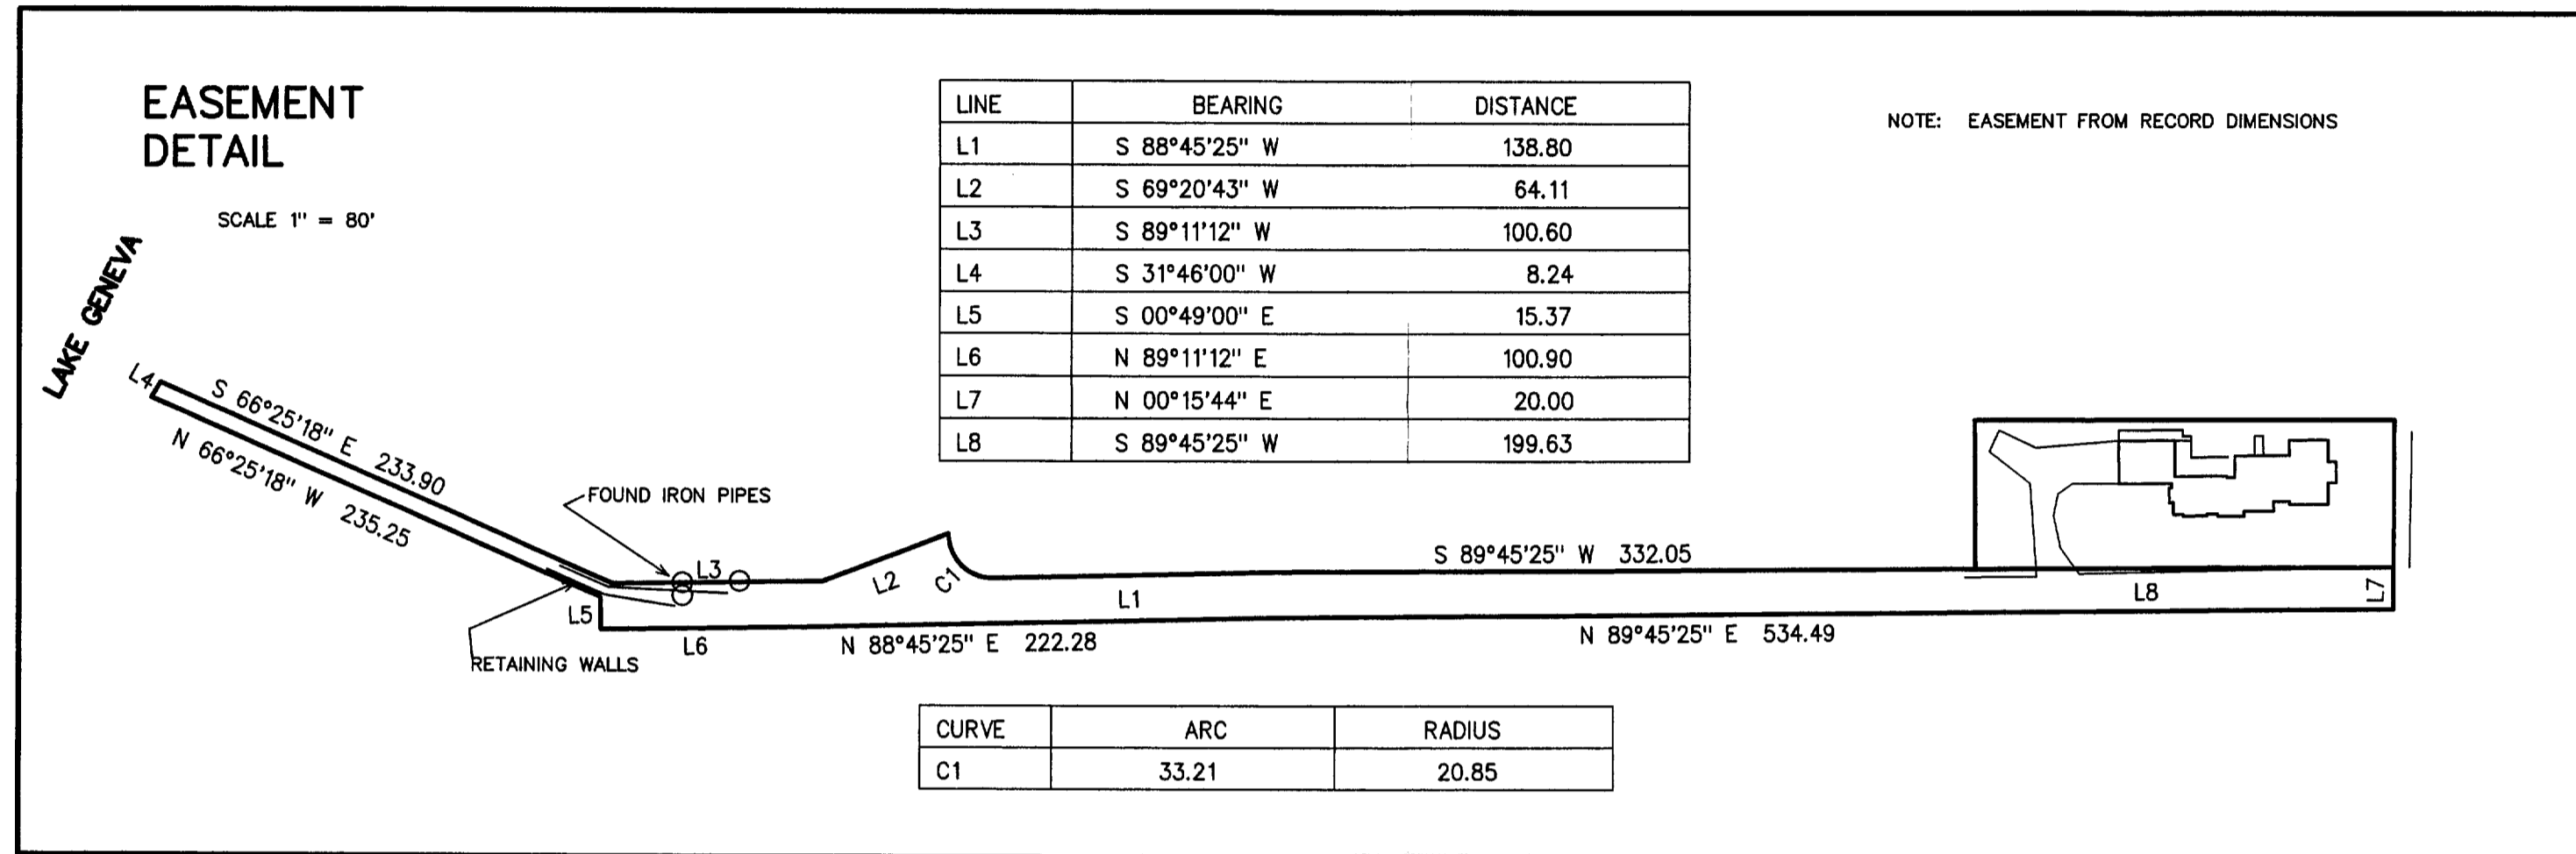 EASEMENT
DETAIL
SCALE 1" = 80'
LINE BEARING DISTANCE
L1 S 88°45'25" W 138.80
L2 S 69°20'43" W 64.11
L3 S 89°11'12" W 100.60
L4 S 31°46'00" W 8.24
L5 S 00°49'00" E 15.37
L6 N 89°11'12" E 100.90
L7 N 00°15'44" E 20.00
L8 S 89°45'25" W 199.63
NOTE: EASEMENT FROM RECORD DIMENSIONS
LAKE GENEVA
L4
S 66°25'18" E 233.90
N 66°25'18" W 235.25
FOUND IRON PIPES
L3
L2
C1
S 89°45'25" W 332.05
L1
L8
L7
L5
L6
N 88°45'25" E 222.28
N 89°45'25" E 534.49
RETAINING WALLS
CURVE ARC RADIUS
C1 33.21 20.85